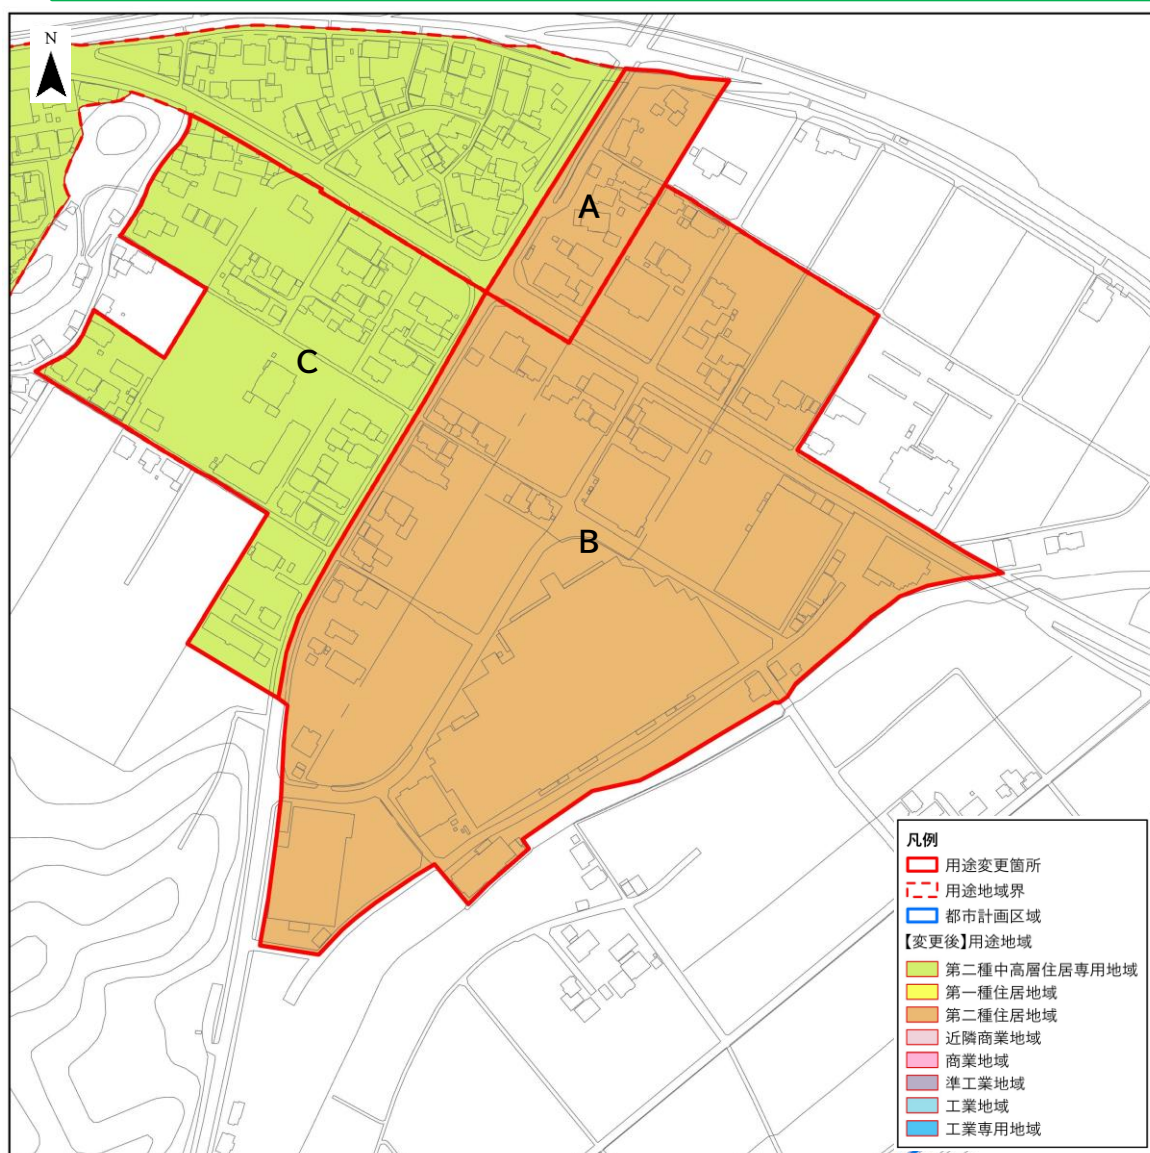 N
A
C
B
凡例
用途変更箇所
用途地域界
都市計画区域
【変更後】用途地域
第二種中高層住居専用地域
第一種住居地域
第二種住居地域
近隣商業地域
商業地域
準工業地域
工業地域
工業専用地域